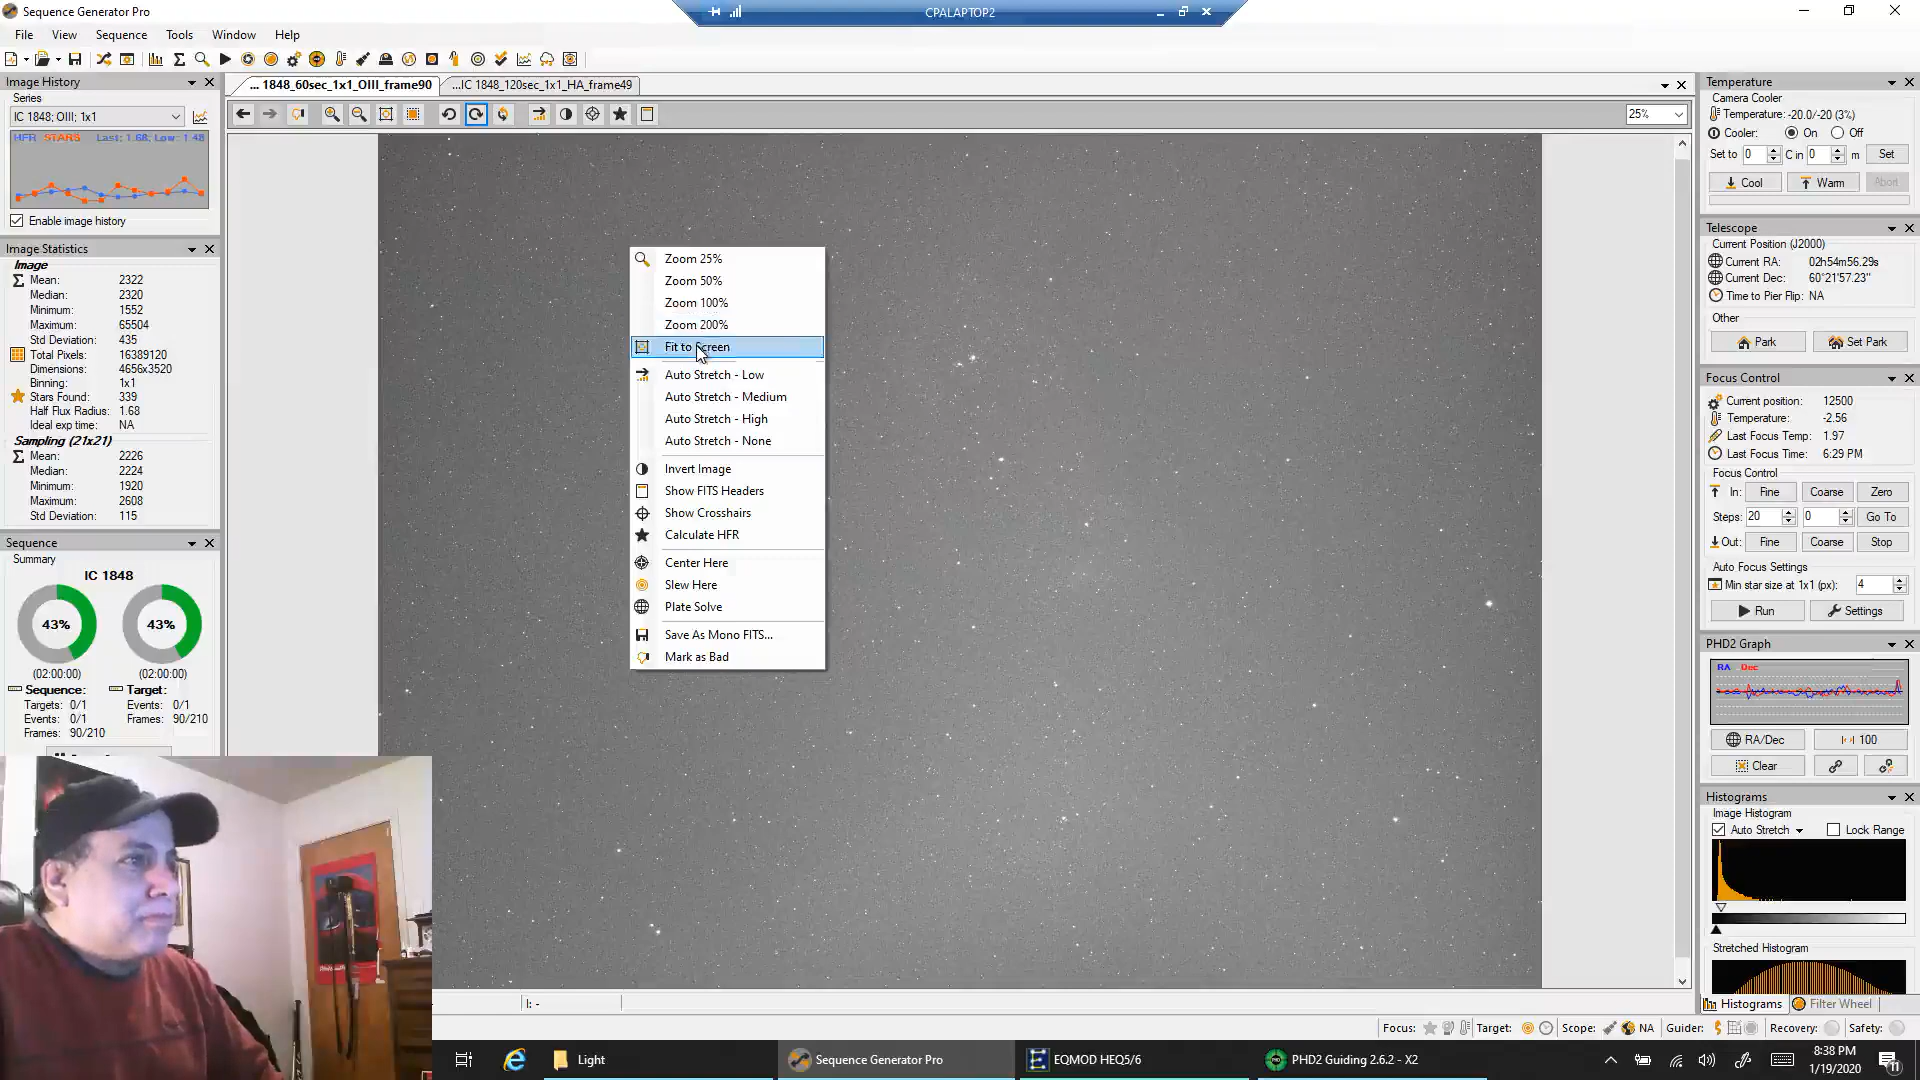 Sequence Generator Pro
CPALAPTOP2
File View Sequence Tools Window Help
Image History
Series
IC 1848; OIII; 1x1
HFR STARS Last: 1.68, Low: 1.48
Enable image history
Image Statistics
Image
Mean: 2322
Median: 2320
Minimum: 1552
Maximum: 65504
Std Deviation: 435
Total Pixels: 16389120
Dimensions: 4656x3520
Binning: 1x1
Stars Found: 339
Half Flux Radius: 1.68
Ideal exp time: NA
Sampling (21x21)
Mean: 2226
Median: 2224
Minimum: 1920
Maximum: 2608
Std Deviation: 115
Sequence
Summary
IC 1848
43% 43%
(02:00:00) (02:00:00)
Sequence: Target:
Targets: 0/1 Events: 0/1
Events: 0/1 Frames: 90/210
Frames: 90/210
... 1848_60sec_1x1_OIII_frame90 ...IC 1848_120sec_1x1_HA_frame49
25%
Zoom 25%
Zoom 50%
Zoom 100%
Zoom 200%
Fit to Screen
Auto Stretch - Low
Auto Stretch - Medium
Auto Stretch - High
Auto Stretch - None
Invert Image
Show FITS Headers
Show Crosshairs
Calculate HFR
Center Here
Slew Here
Plate Solve
Save As Mono FITS...
Mark as Bad
I: -
Temperature
Camera Cooler
Temperature: -20.0/-20 (3%)
Cooler: On Off
Set to 0 C in 0 m Set
Cool Warm Abort
Telescope
Current Position (J2000)
Current RA: 02h54m56.29s
Current Dec: 60°21'57.23"
Time to Pier Flip: NA
Other
Park Set Park
Focus Control
Current position: 12500
Temperature: -2.56
Last Focus Temp: 1.97
Last Focus Time: 6:29 PM
Focus Control
In: Fine Coarse Zero
Steps: 20 0 Go To
Out: Fine Coarse Stop
Auto Focus Settings
Min star size at 1x1 (px): 4
Run Settings
PHD2 Graph
RA Dec
RA/Dec 100
Clear
Histograms
Image Histogram
Auto Stretch Lock Range
Stretched Histogram
Histograms Filter Wheel
Focus: Target: Scope: NA Guider: Recovery: Safety:
Light Sequence Generator Pro EQMOD HEQ5/6 PHD2 Guiding 2.6.2 - X2
8:38 PM
1/19/2020
11